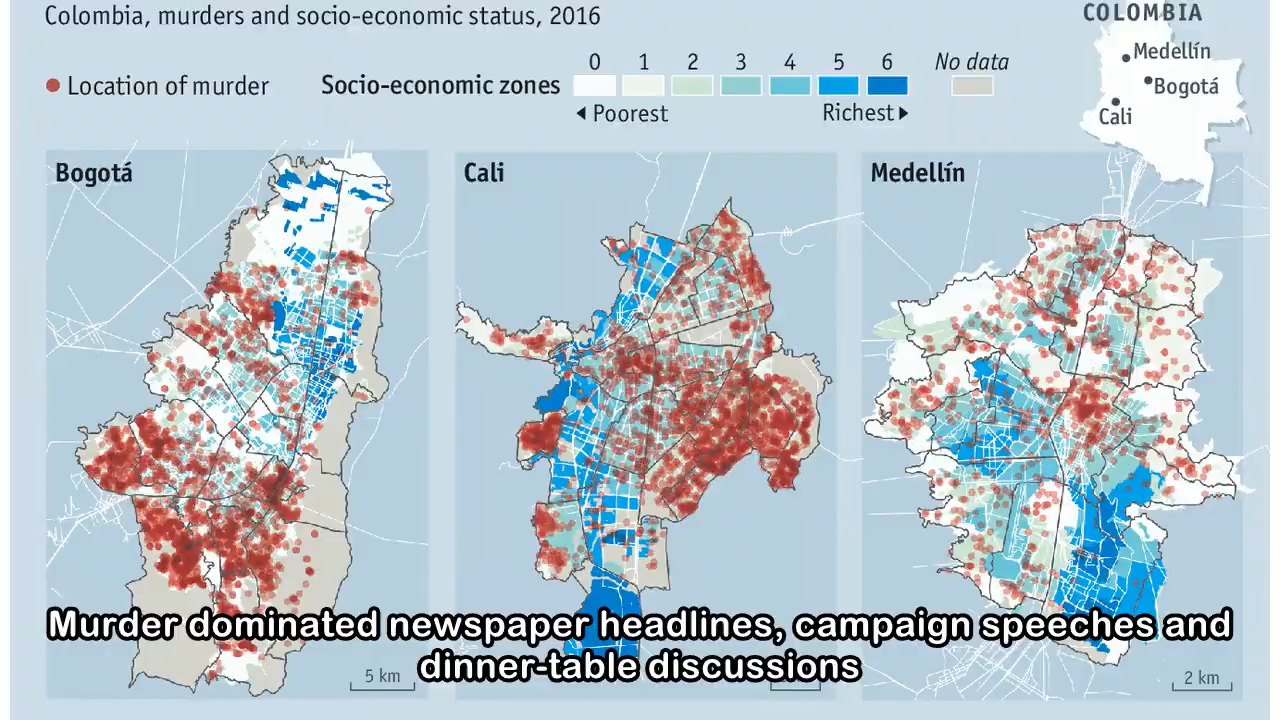 Colombia, murders and socio-economic status, 2016
COLOMBIA
Medellín
Bogotá
Cali
Location of murder
Socio-economic zones
0 1 2 3 4 5 6 No data
Poorest
Richest
Bogotá
Cali
Medellín
Murder dominated newspaper headlines, campaign speeches and
dinner-table discussions
5 km
2 km